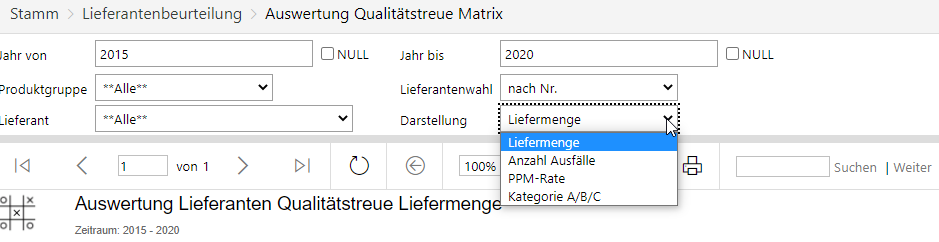 Stamm > Lieferantenbeurteilung > Auswertung Qualitätstreue Matrix
Jahr von 2015 NULL Jahr bis 2020 NULL
Produktgruppe **Alle** Lieferantenwahl nach Nr.
Lieferant **Alle** Darstellung Liefermenge
Liefermenge
Anzahl Ausfälle
PPM-Rate
Kategorie A/B/C
1 von 1 100% Suchen | Weiter
Auswertung Lieferanten Qualitätstreue Liefermenge
Zeitraum: 2015 - 2020